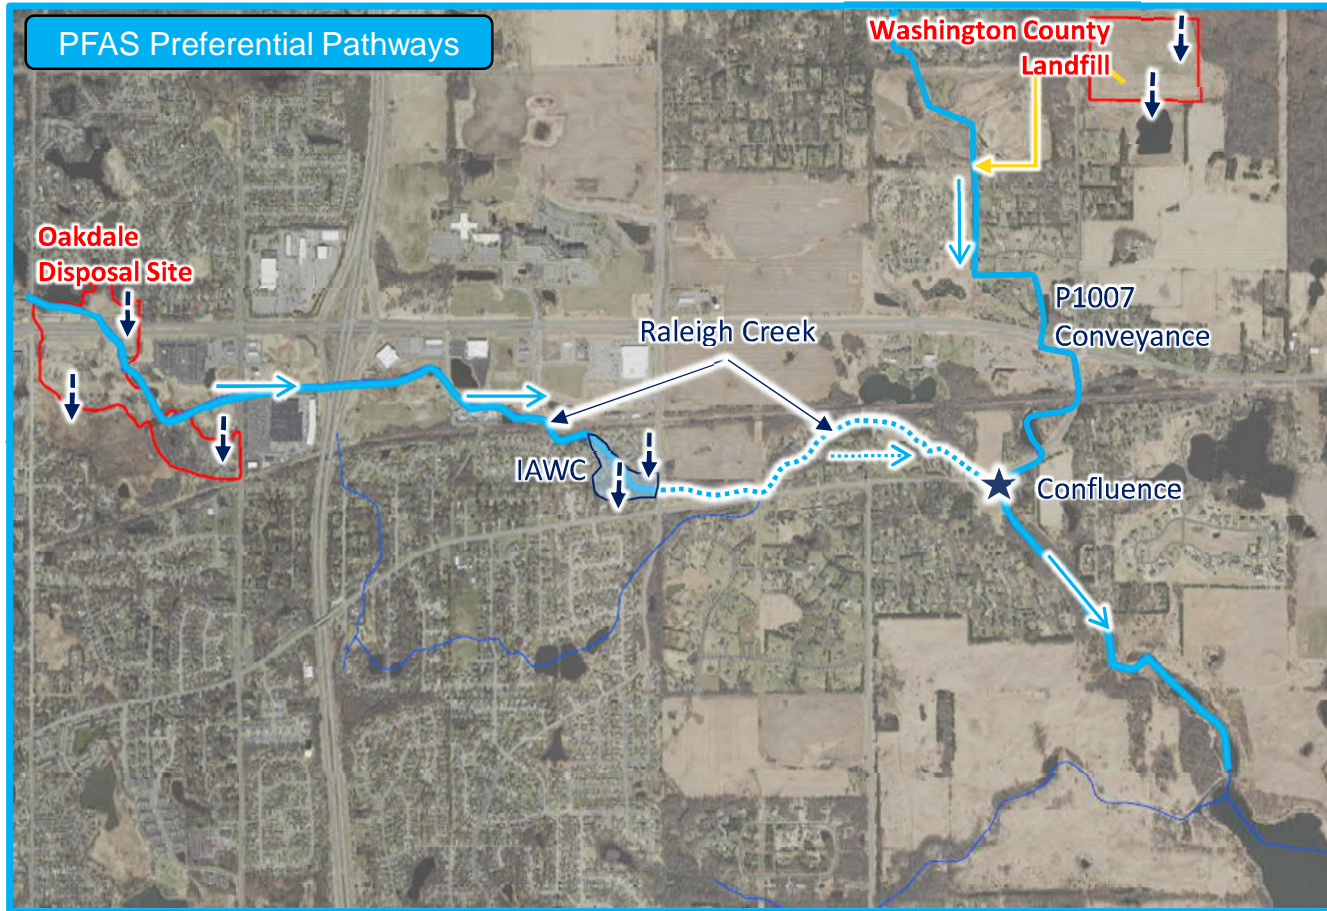 PFAS Preferential Pathways
Washington County
Landfill
Oakdale
Disposal Site
P1007
Conveyance
Raleigh Creek
IAWC
Confluence